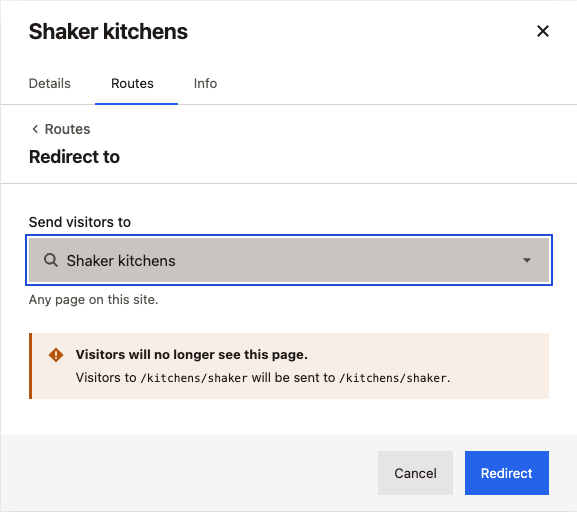 Shaker kitchens
Details
Routes
Info
Routes
Redirect to
Send visitors to
Shaker kitchens
Any page on this site.
Visitors will no longer see this page.
Visitors to /kitchens/shaker will be sent to /kitchens/shaker.
Cancel
Redirect